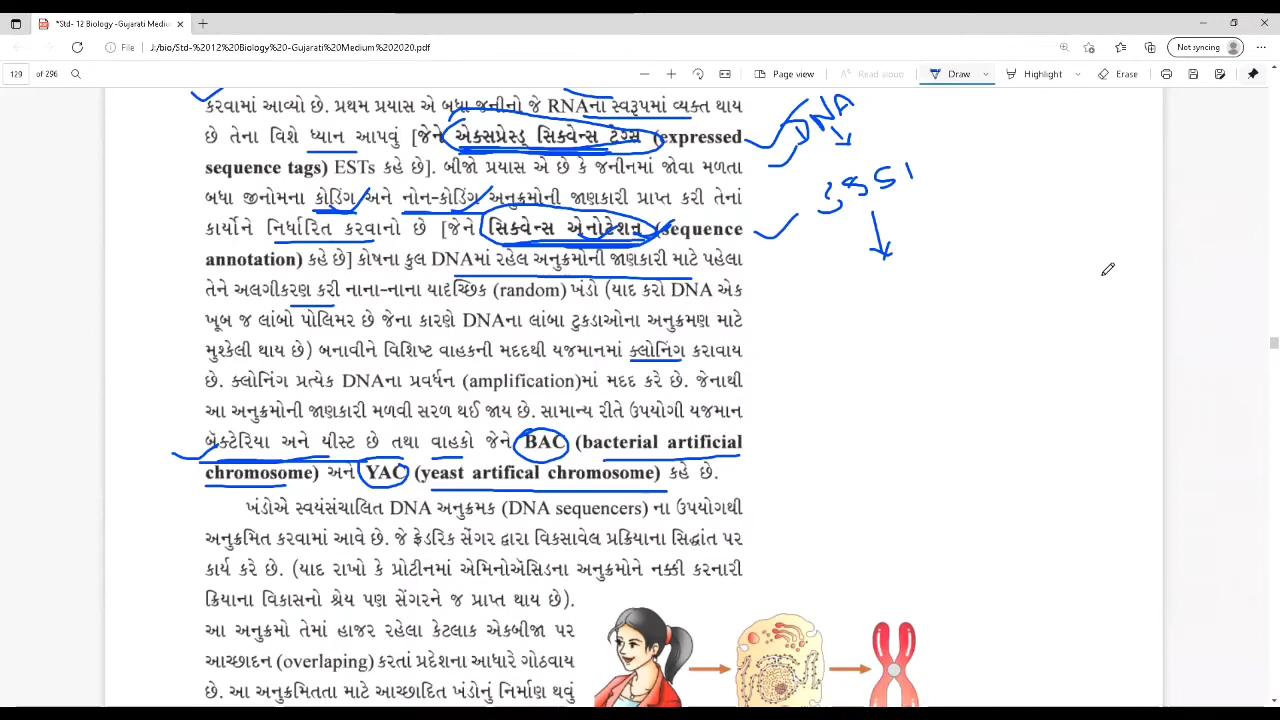 *Std- 12 Biology -Gujarati Medium
File J:/bio/Std-%2012%20Biology%20-Gujarati%20Medium%202020.pdf Not syncing
129 of 296 Page view Read aloud Draw Highlight Erase
કરવામાં આવ્યો છે. પ્રથમ પ્રયાસ એ બધા જનીનો જે RNAના સ્વરૂપમાં વ્યક્ત થાય
છે તેના વિશે ધ્યાન આપવું [જેને એક્સપ્રેસ્ડ્ સિક્વેન્સ ટેગ્સ (expressed
sequence tags) ESTs કહે છે]. બીજો પ્રયાસ એ છે કે જનીનમાં જોવા મળતા
બધા જીનોમના કોડિંગ અને નોન-કોડિંગ અનુક્રમોની જાણકારી પ્રાપ્ત કરી તેનાં
કાર્યોને નિર્ધારિત કરવાનો છે [જેને સિક્વેન્સ એનોટેશન (sequence
annotation) કહે છે] કોષના કુલ DNAમાં રહેલ અનુક્રમોની જાણકારી માટે પહેલા
તેને અલગીકરણ કરી નાના-નાના યાદચ્છિક (random) ખંડો (યાદ કરો DNA એક
ખૂબ જ લાંબો પોલિમર છે જેના કારણે DNAના લાંબા ટુકડાઓના અનુક્રમણ માટે
મુશ્કેલી થાય છે) બનાવીને વિશિષ્ટ વાહકની મદદથી યજમાનમાં ક્લોનિંગ કરાવાય
છે. ક્લોનિંગ પ્રત્યેક DNAના પ્રવર્ધન (amplification)માં મદદ કરે છે. જેનાથી
આ અનુક્રમોની જાણકારી મળવી સરળ થઈ જાય છે. સામાન્ય રીતે ઉપયોગી યજમાન
બૅક્ટેરિયા અને યીસ્ટ છે તથા વાહકો જેને BAC (bacterial artificial
chromosome) અને YAC (yeast artifical chromosome) કહે છે.
ખંડોએ સ્વયંસંચાલિત DNA અનુક્રમક (DNA sequencers) ના ઉપયોગથી
અનુક્રમિત કરવામાં આવે છે. જે ફ્રેડરિક સેંગર દ્વારા વિકસાવેલ પ્રક્રિયાના સિદ્ધાંત પર
કાર્ય કરે છે. (યાદ રાખો કે પ્રોટીનમાં એમિનોઍસિડના અનુક્રમોને નક્કી કરનારી
ક્રિયાના વિકાસનો શ્રેય પણ સેંગરને જ પ્રાપ્ત થાય છે).
આ અનુક્રમો તેમાં હાજર રહેલા કેટલાક એકબીજા પર
આચ્છાદન (overlaping) કરતાં પ્રદેશના આધારે ગોઠવાય
છે. આ અનુક્રમિતતા માટે આચ્છાદિત ખંડોનું નિર્માણ થવું
DNA